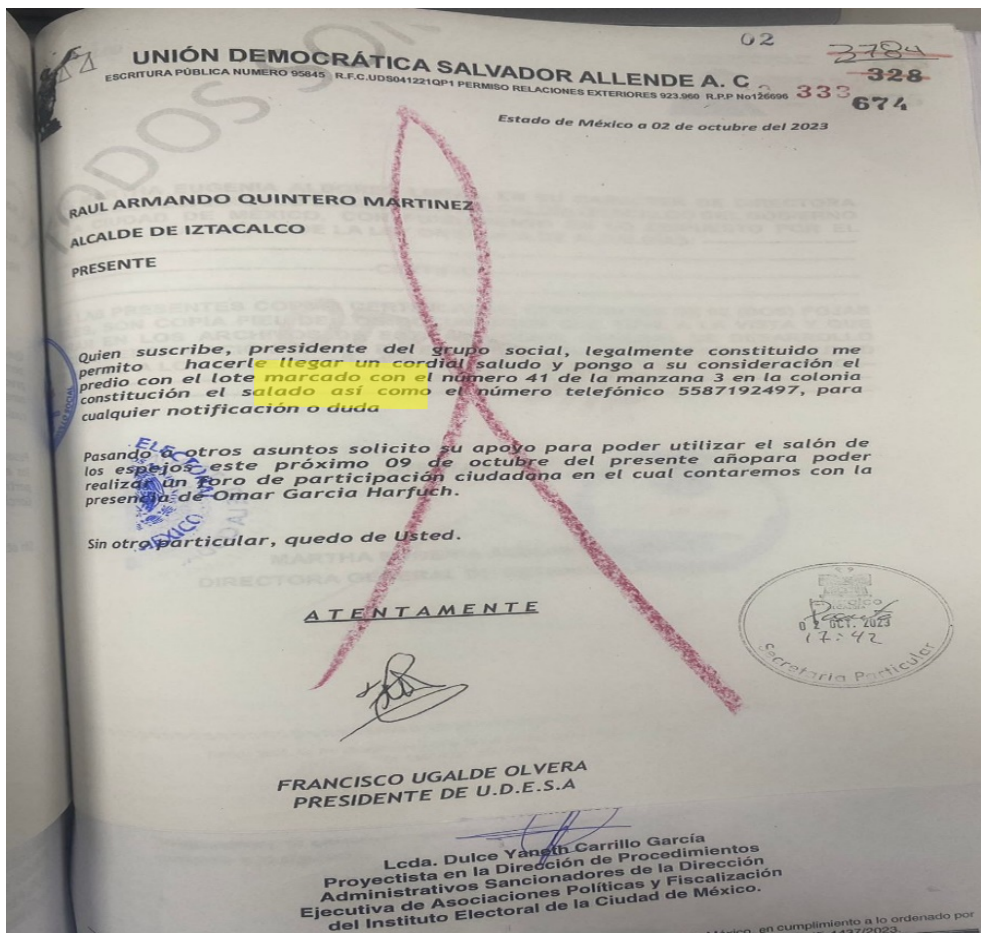 02
3784
328
333
674
UNIÓN DEMOCRÁTICA SALVADOR ALLENDE A. C
ESCRITURA PÚBLICA NUMERO 95845 R.F.C.UDS041221QP1 PERMISO RELACIONES EXTERIORES 923.960 R.P.P No126696
TODOS SON
Estado de México a 02 de octubre del 2023
RAUL ARMANDO QUINTERO MARTINEZ
ALCALDE DE IZTACALCO
PRESENTE
Quien suscribe, presidente del grupo social, legalmente constituido me
permito hacerle llegar un cordial saludo y pongo a su consideración el
predio con el lote marcado con el número 41 de la manzana 3 en la colonia
constitución el salado así como el número telefónico 5587192497, para
cualquier notificación o duda
Pasando a otros asuntos solicito su apoyo para poder utilizar el salón de
los espejos este próximo 09 de octubre del presente añopara poder
realizar un foro de participación ciudadana en el cual contaremos con la
presencia de Omar Garcia Harfuch.
Sin otro particular, quedo de Usted.
ELECTORAL
MÉXICO
ATENTAMENTE
02 OCT. 2023
17:42
Secretaria Particular
FRANCISCO UGALDE OLVERA
PRESIDENTE DE U.D.E.S.A
Lcda. Dulce Yaneth Carrillo García
Proyectista en la Dirección de Procedimientos
Administrativos Sancionadores de la Dirección
Ejecutiva de Asociaciones Políticas y Fiscalización
del Instituto Electoral de la Ciudad de México.
en cumplimiento a lo ordenado por